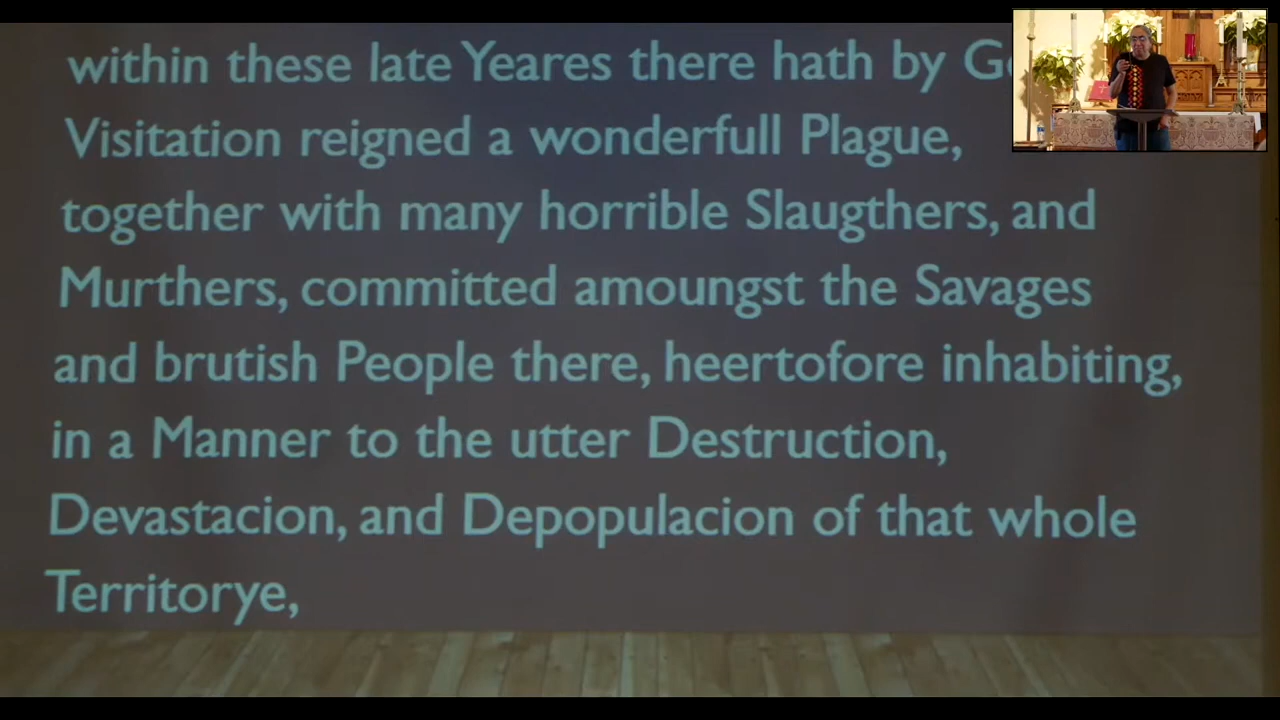 within these late Yeares there hath by
Visitation reigned a wonderfull Plague,
together with many horrible Slaugthers, and
Murthers, committed amoungst the Savages
and brutish People there, heertofore inhabiting,
in a Manner to the utter Destruction,
Devastacion, and Depopulacion of that whole
Territorye,